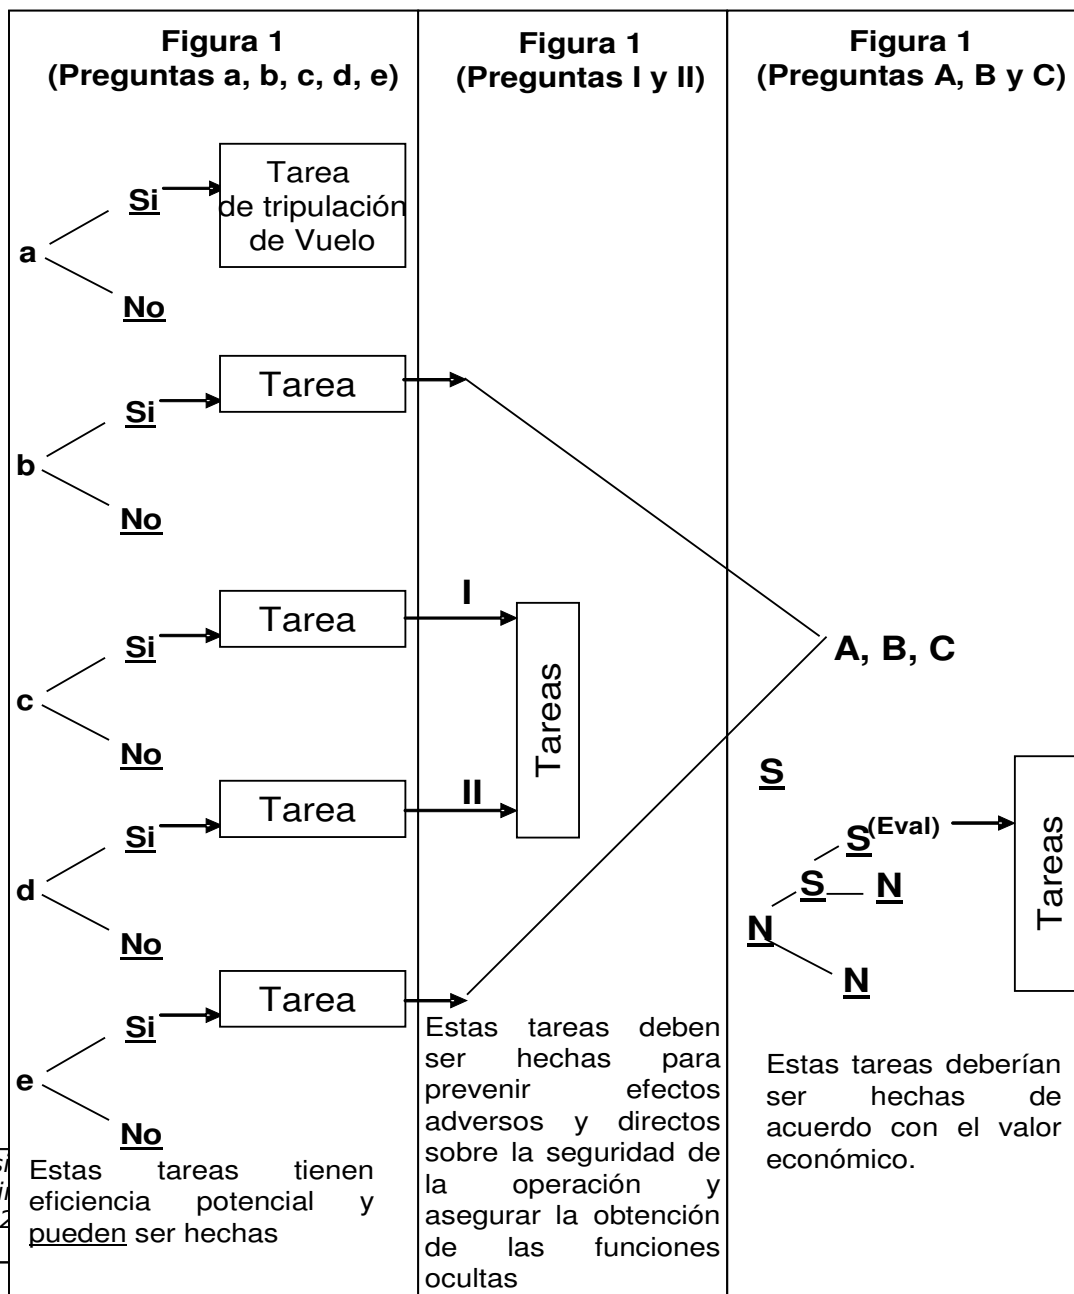 Figura 1
(Preguntas a, b, c, d, e)
Figura 1
(Preguntas I y II)
Figura 1
(Preguntas A, B y C)
a
Si
No
Tarea
de tripulación
de Vuelo
b
Si
No
Tarea
c
Si
No
Tarea
I
d
Si
No
Tarea
II
Tareas
e
Si
No
Tarea
A, B, C
S
S(Eval)
S
N
N
N
Tareas
Estas tareas tienen
eficiencia potencial y
pueden ser hechas
Estas tareas deben
ser hechas para
prevenir efectos
adversos y directos
sobre la seguridad de
la operación y
asegurar la obtención
de las funciones
ocultas
Estas tareas deberían
ser hechas de
acuerdo con el valor
económico.